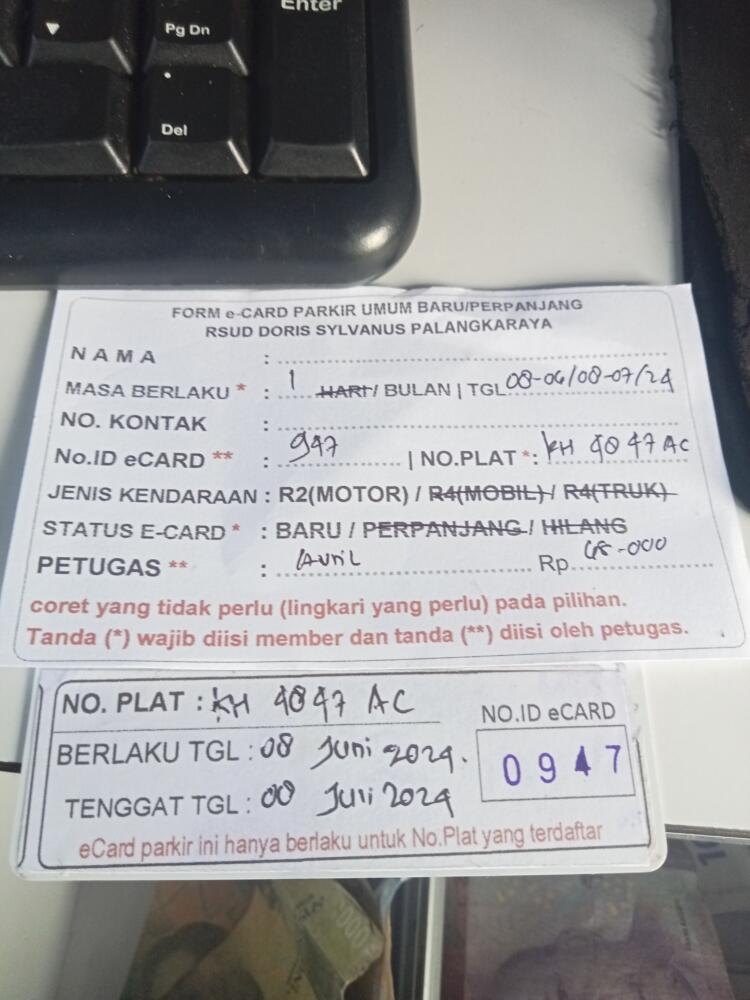 Enter
Pg Dn
Del
FORM e-CARD PARKIR UMUM BARU/PERPANJANG
RSUD DORIS SYLVANUS PALANGKARAYA
NAMA :
MASA BERLAKU * : 1 HARI / BULAN | TGL 08-06/08-07/24
NO. KONTAK :
No.ID eCARD ** : 947 | NO.PLAT *: KH 4047 AC
JENIS KENDARAAN : R2(MOTOR) / R4(MOBIL) / R4(TRUK)
STATUS E-CARD * : BARU / PERPANJANG / HILANG
PETUGAS ** : Avril Rp.
coret yang tidak perlu (lingkari yang perlu) pada pilihan.
Tanda (*) wajib diisi member dan tanda (**) diisi oleh petugas.
NO. PLAT : KH 4047 AC
NO.ID eCARD
0947
BERLAKU TGL : 08 Juni 2024.
TENGGAT TGL : 08 Juli 2024
eCard parkir ini hanya berlaku untuk No.Plat yang terdaftar